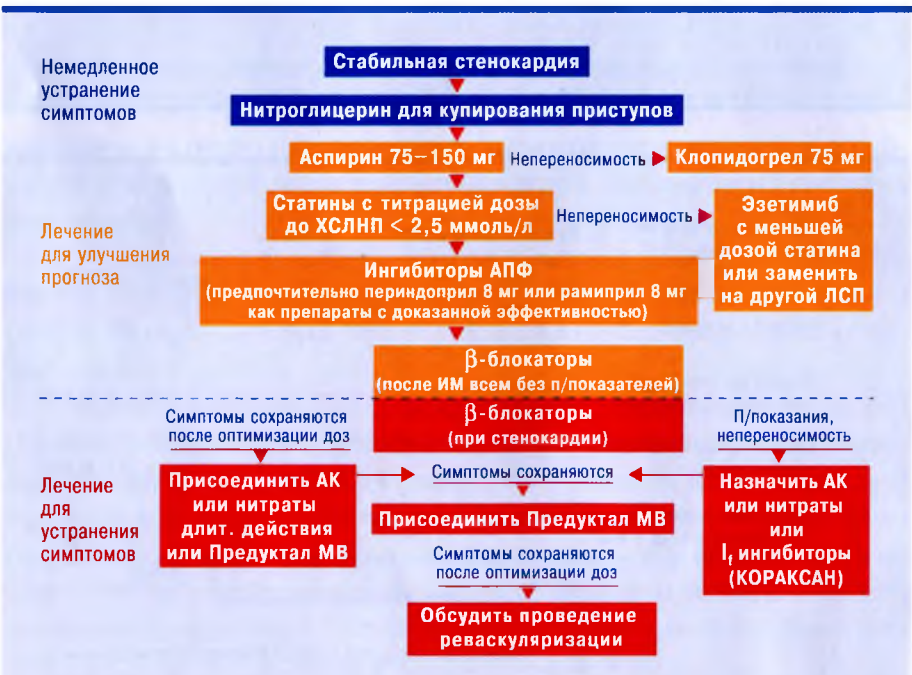 Немедленное
устранение
симптомов
Стабильная стенокардия
Нитроглицерин для купирования приступов
Аспирин 75–150 мг
Непереносимость
Клопидогрел 75 мг
Лечение
для улучшения
прогноза
Статины с титрацией дозы
до ХСЛНП < 2,5 ммоль/л
Непереносимость
Эзетимиб
с меньшей
дозой статина
или заменить
на другой ЛСП
Ингибиторы АПФ
(предпочтительно периндоприл 8 мг или рамиприл 8 мг
как препараты с доказанной эффективностью)
β-блокаторы
(после ИМ всем без п/показателей)
β-блокаторы
(при стенокардии)
Симптомы сохраняются
после оптимизации доз
П/показания,
непереносимость
Лечение
для
устранения
симптомов
Присоединить АК
или нитраты
длит. действия
или Предуктал МВ
Симптомы сохраняются
Присоединить Предуктал МВ
Назначить АК
или нитраты
или
If ингибиторы
(КОРАКСАН)
Симптомы сохраняются
после оптимизации доз
Обсудить проведение
реваскуляризации